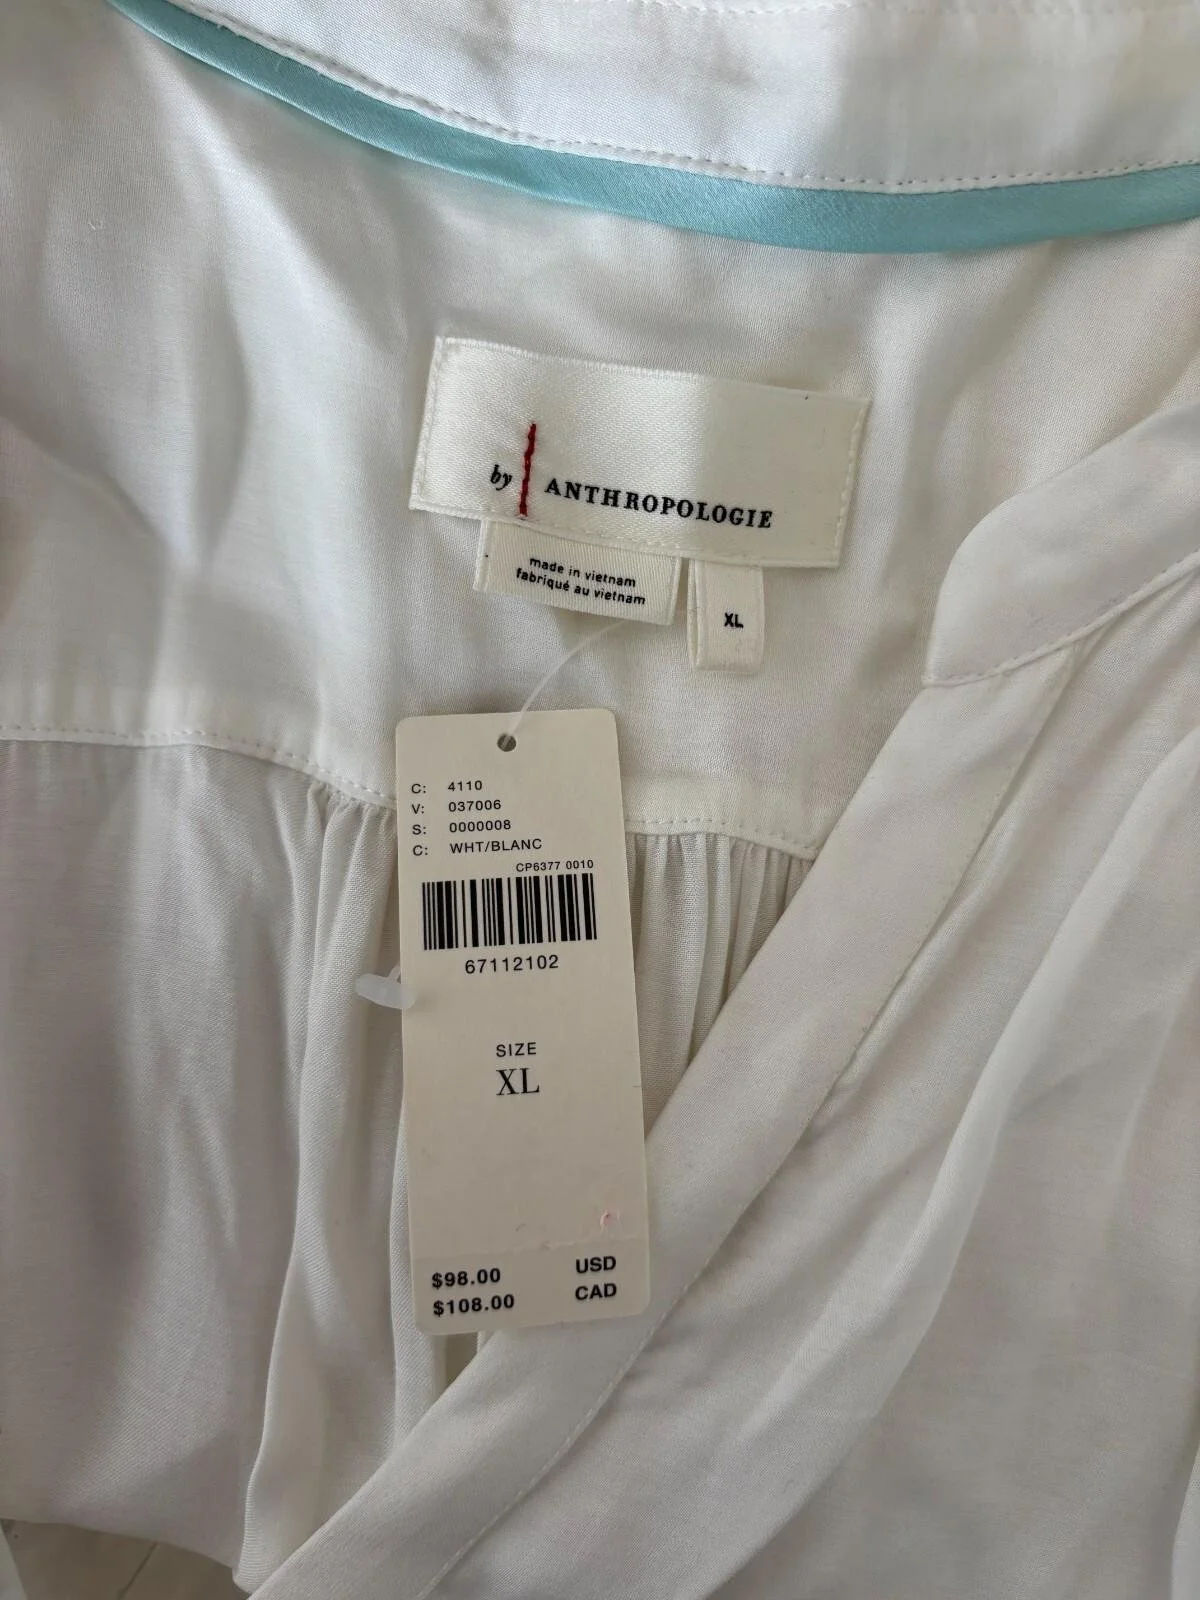 by ANTHROPOLOGIE
made in vietnam
fabriqué au vietnam
XL
C: 4110
V: 037006
S: 0000008
C: WHT/BLANC
CP6377 0010
67112102
SIZE
XL
$98.00 USD
$108.00 CAD